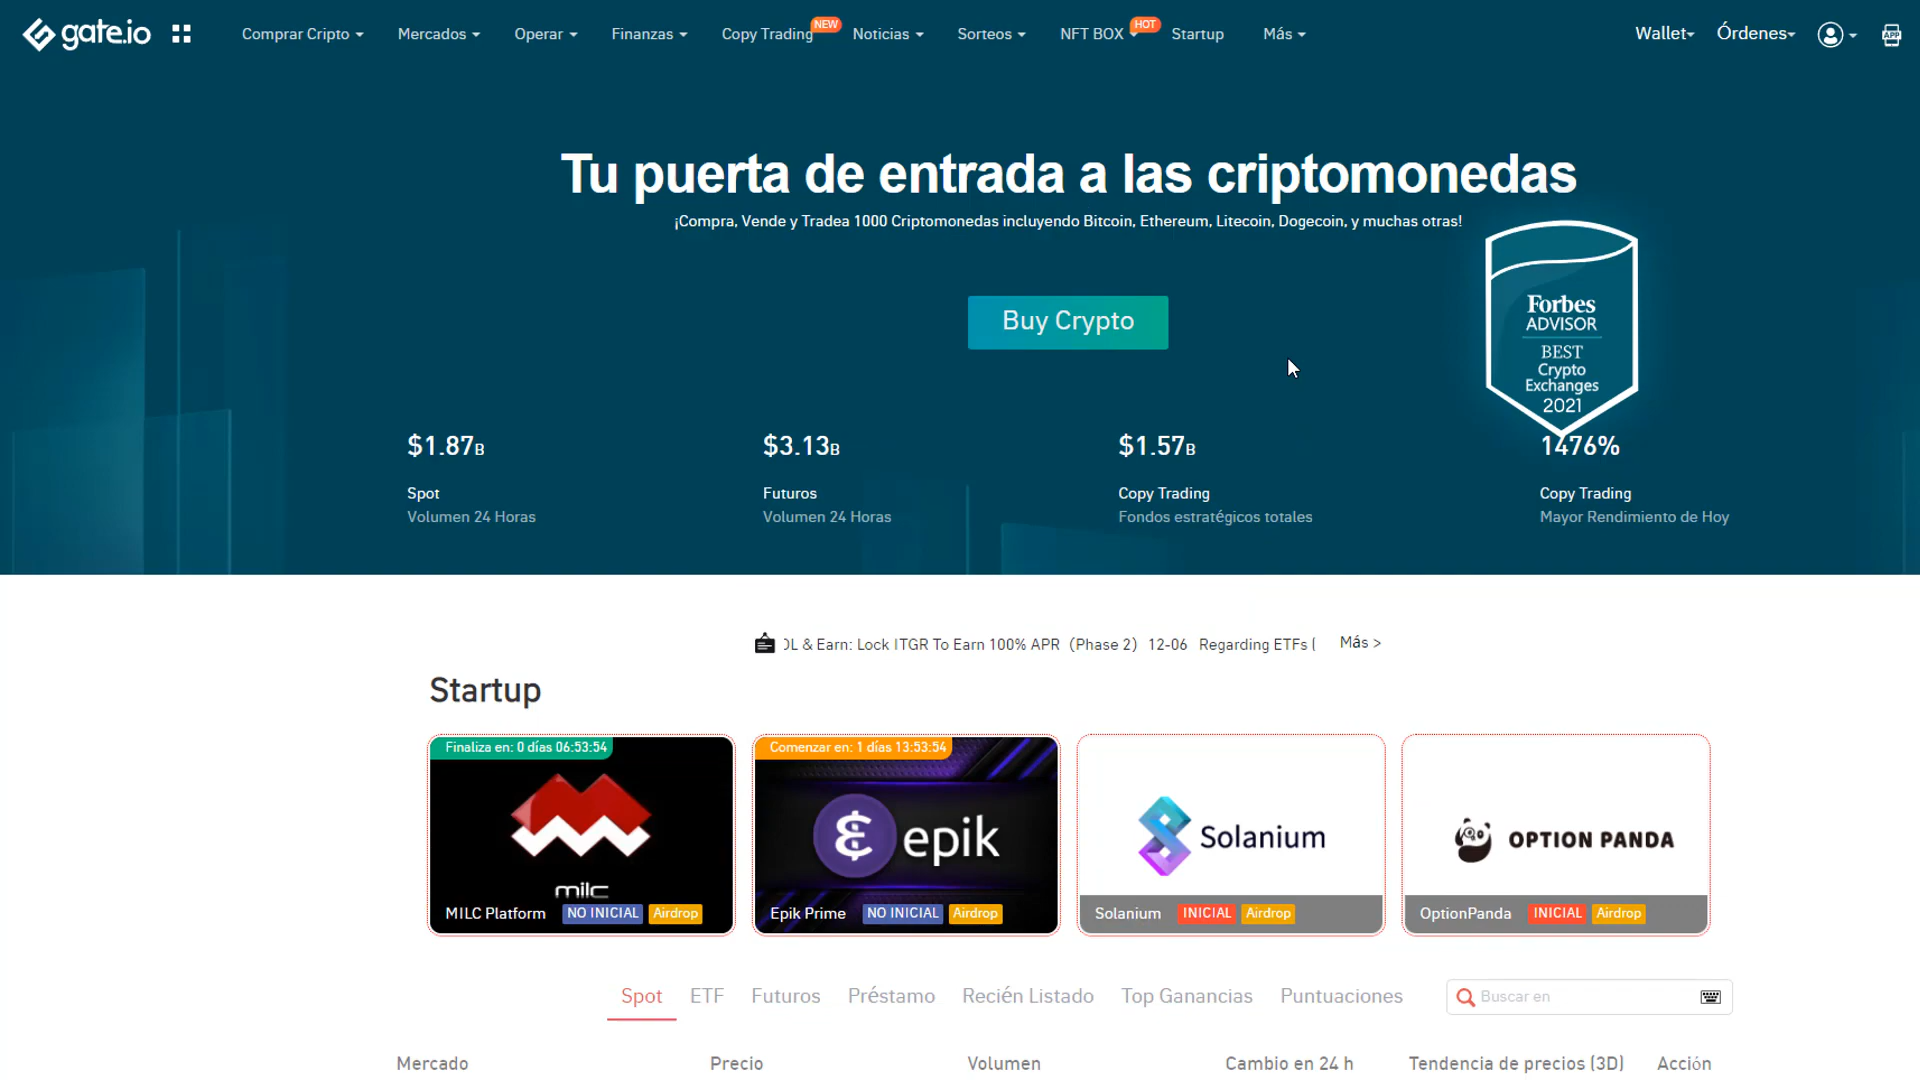 gate.io
Comprar Cripto
Mercados
Operar
Finanzas
Copy Trading
NEW
Noticias
Sorteos
NFT BOX
HOT
Startup
Más
Wallet
Órdenes
APP
Tu puerta de entrada a las criptomonedas
¡Compra, Vende y Tradea 1000 Criptomonedas incluyendo Bitcoin, Ethereum, Litecoin, Dogecoin, y muchas otras!
Buy Crypto
Forbes
ADVISOR
BEST
Crypto
Exchanges
2021
$1.87B
$3.13B
$1.57B
1476%
Spot
Futuros
Copy Trading
Copy Trading
Volumen 24 Horas
Volumen 24 Horas
Fondos estratégicos totales
Mayor Rendimiento de Hoy
DL & Earn: Lock ITGR To Earn 100% APR (Phase 2) 12-06 Regarding ETFs (
Más >
Startup
Finaliza en: 0 días 06:53:54
milc
MILC Platform NO INICIAL Airdrop
Comenzar en: 1 días 13:53:54
epik
Epik Prime NO INICIAL Airdrop
Solanium
Solanium INICIAL Airdrop
OPTION PANDA
OptionPanda INICIAL Airdrop
Spot
ETF
Futuros
Préstamo
Recién Listado
Top Ganancias
Puntuaciones
Buscar en
Mercado
Precio
Volumen
Cambio en 24 h
Tendencia de precios (3D)
Acción